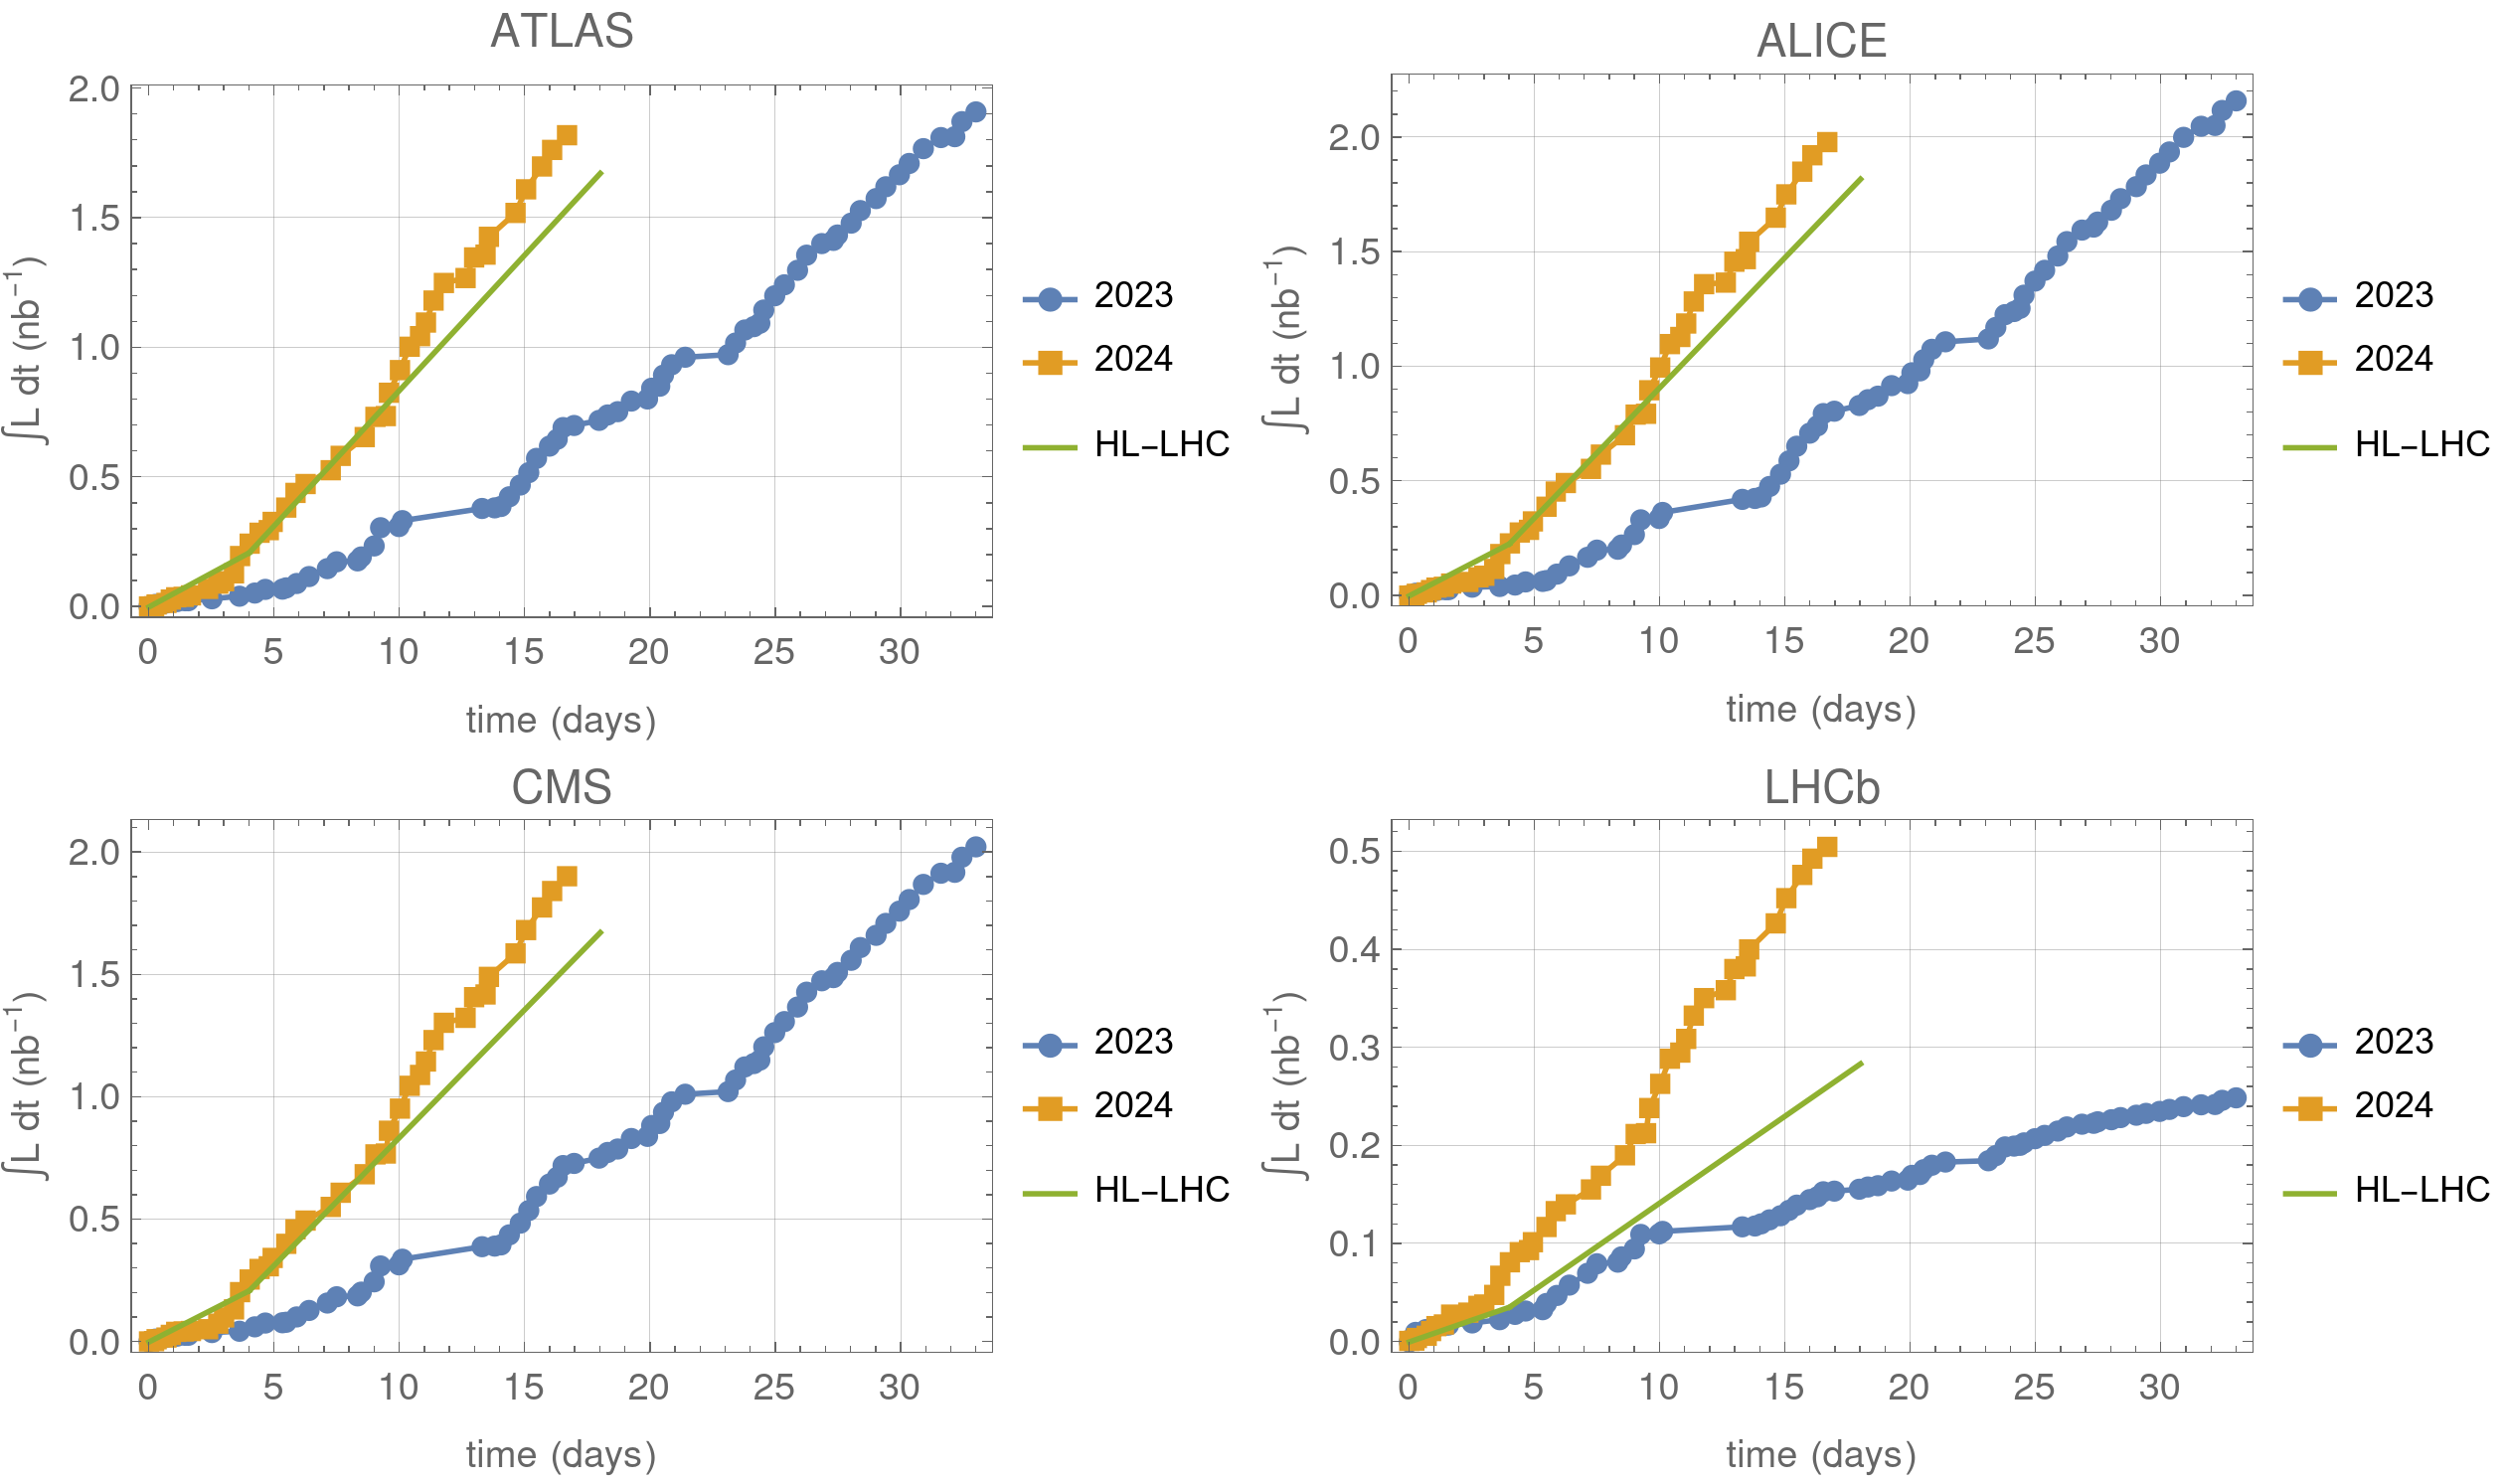 ATLAS
2.0
1.5
1.0
0.5
0.0
0 5 10 15 20 25 30
∫L dt (nb⁻¹)
time (days)
2023
2024
HL−LHC
ALICE
2.0
1.5
1.0
0.5
0.0
0 5 10 15 20 25 30
∫L dt (nb⁻¹)
time (days)
2023
2024
HL−LHC
CMS
2.0
1.5
1.0
0.5
0.0
0 5 10 15 20 25 30
∫L dt (nb⁻¹)
time (days)
2023
2024
HL−LHC
LHCb
0.5
0.4
0.3
0.2
0.1
0.0
0 5 10 15 20 25 30
∫L dt (nb⁻¹)
time (days)
2023
2024
HL−LHC